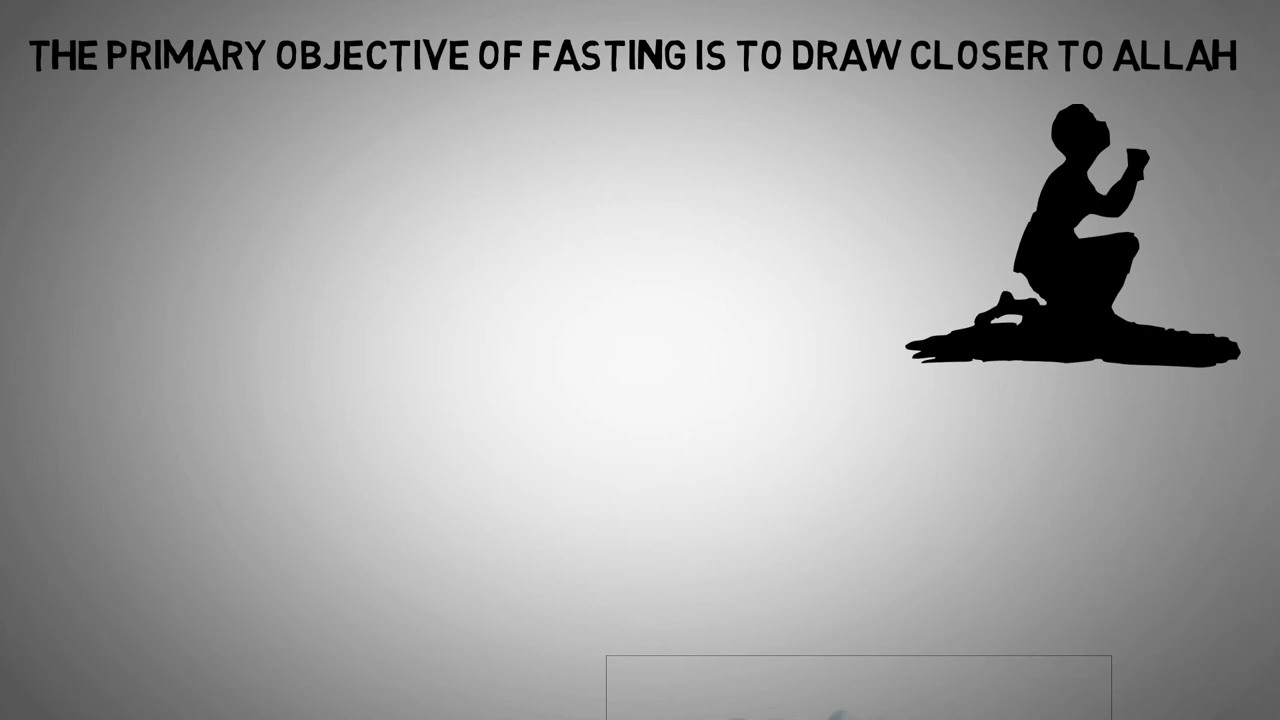 THE PRIMARY OBJECTIVE OF FASTING IS TO DRAW CLOSER TO ALLAH